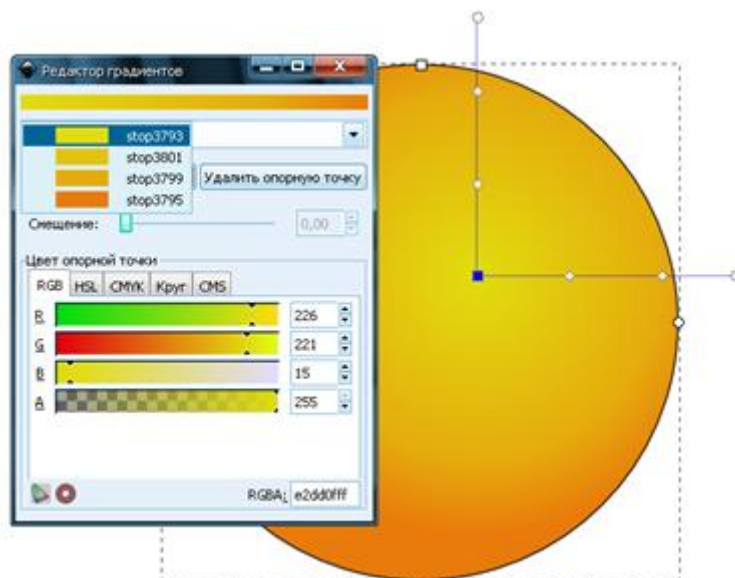 Редактор градиентов
stop3793
stop3801
stop3799
stop3795
Удалить опорную точку
Смещение:
0,00
Цвет опорной точки
RGB HSL CMYK Круг CMS
R 226
G 221
B 15
A 255
RGBA: e2dd0fff